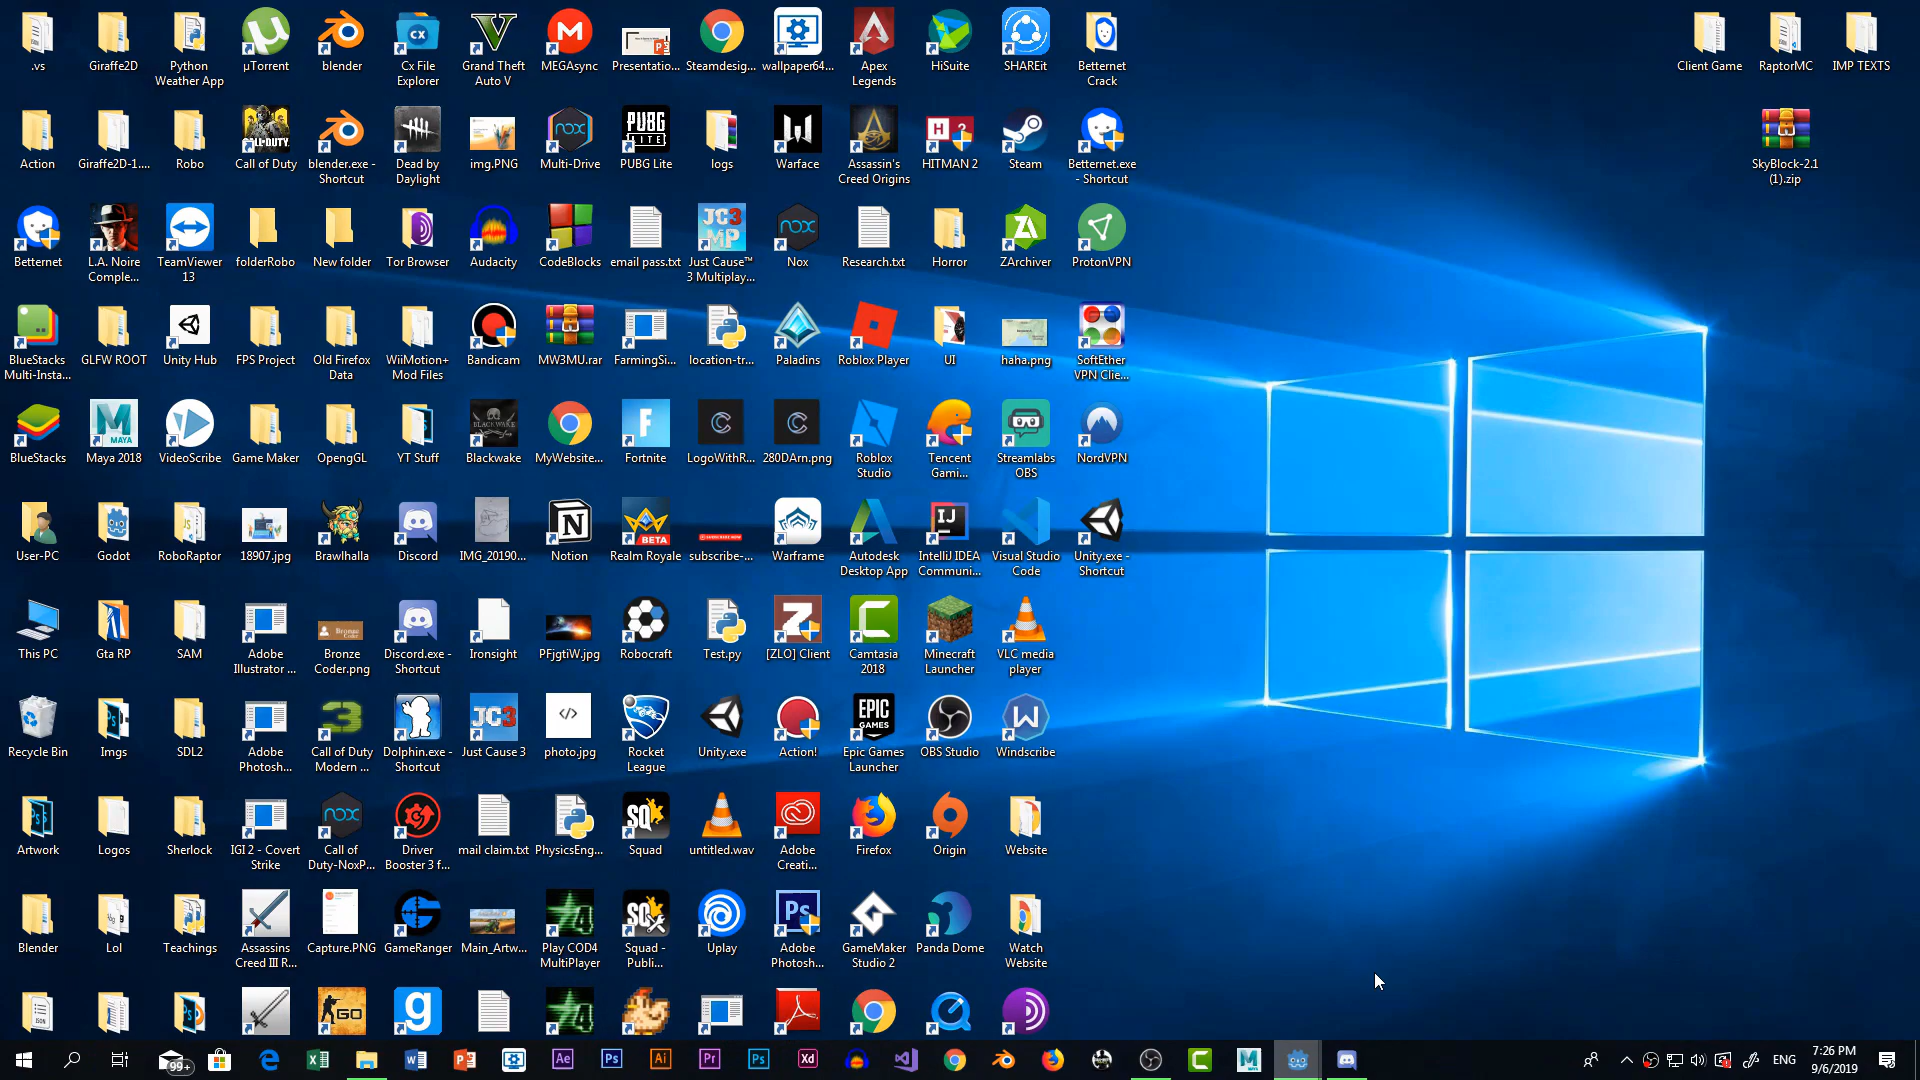 .vs
Giraffe2D
Python
Weather App
µTorrent
blender
Cx File
Explorer
Grand Theft
Auto V
MEGAsync
Presentatio...
Steamdesig...
wallpaper64...
Apex
Legends
HiSuite
SHAREit
Betternet
Crack
Client Game
RaptorMC
IMP TEXTS
Action
Giraffe2D-1....
Robo
Call of Duty
blender.exe -
Shortcut
Dead by
Daylight
img.PNG
Multi-Drive
PUBG Lite
logs
Warface
Assassin's
Creed Origins
HITMAN 2
Steam
Betternet.exe
- Shortcut
SkyBlock-2.1
(1).zip
Betternet
L.A. Noire
Comple...
TeamViewer
13
folderRobo
New folder
Tor Browser
Audacity
CodeBlocks
email pass.txt
Just Cause™
3 Multiplay...
Nox
Research.txt
Horror
ZArchiver
ProtonVPN
BlueStacks
Multi-Insta...
GLFW ROOT
Unity Hub
FPS Project
Old Firefox
Data
WiiMotion+
Mod Files
Bandicam
MW3MU.rar
FarmingSi...
location-tr...
Paladins
Roblox Player
UI
haha.png
SoftEther
VPN Clie...
BlueStacks
Maya 2018
VideoScribe
Game Maker
OpengGL
YT Stuff
Blackwake
MyWebsite...
Fortnite
LogoWithR...
280DArn.png
Roblox
Studio
Tencent
Gami...
Streamlabs
OBS
NordVPN
User-PC
Godot
RoboRaptor
18907.jpg
Brawlhalla
Discord
IMG_20190...
Notion
Realm Royale
subscribe-...
Warframe
Autodesk
Desktop App
IntelliJ IDEA
Communi...
Visual Studio
Code
Unity.exe -
Shortcut
This PC
Gta RP
SAM
Adobe
Illustrator ...
Bronze
Coder.png
Discord.exe -
Shortcut
Ironsight
PFjgtiW.jpg
Robocraft
Test.py
[ZLO] Client
Camtasia
2018
Minecraft
Launcher
VLC media
player
Recycle Bin
Imgs
SDL2
Adobe
Photosh...
Call of Duty
Modern ...
Dolphin.exe -
Shortcut
Just Cause 3
photo.jpg
Rocket
League
Unity.exe
Action!
Epic Games
Launcher
OBS Studio
Windscribe
Artwork
Logos
Sherlock
IGI 2 - Covert
Strike
Call of
Duty-NoxP...
Driver
Booster 3 f...
mail claim.txt
PhysicsEng...
Squad
untitled.wav
Adobe
Creati...
Firefox
Origin
Website
Blender
Lol
Teachings
Assassins
Creed III R...
Capture.PNG
GameRanger
Main_Artw...
Play COD4
MultiPlayer
Squad -
Publi...
Uplay
Adobe
Photosh...
GameMaker
Studio 2
Panda Dome
Watch
Website
99+
ENG
7:26 PM
9/6/2019